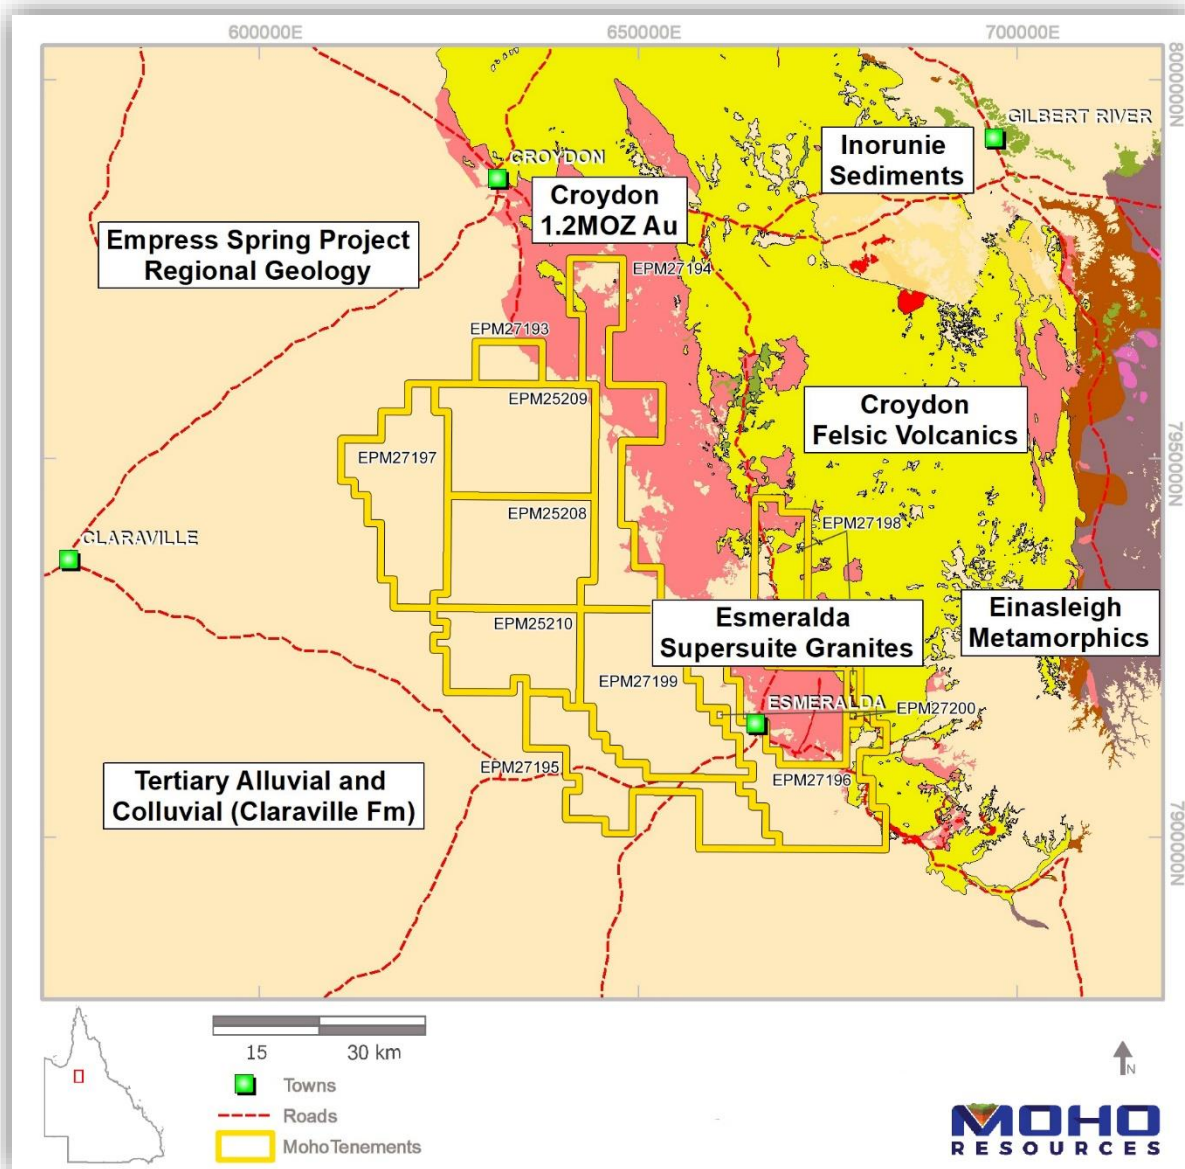 600000E
650000E
700000E
8000000N
GILBERT RIVER
Inorunie
Sediments
CROYDON
Croydon
1.2MOZ Au
Empress Spring Project
Regional Geology
EPM27194
EPM27193
EPM25209
Croydon
Felsic Volcanics
7950000N
EPM27197
EPM25208
EPM27198
CLARAVILLE
EPM25210
Esmeralda
Supersuite Granites
Einasleigh
Metamorphics
EPM27199
ESMERALDA
EPM27200
EPM27195
EPM27196
Tertiary Alluvial and
Colluvial (Claraville Fm)
7900000N
15
30 km
Towns
Roads
MohoTenements
N
MOHO
RESOURCES